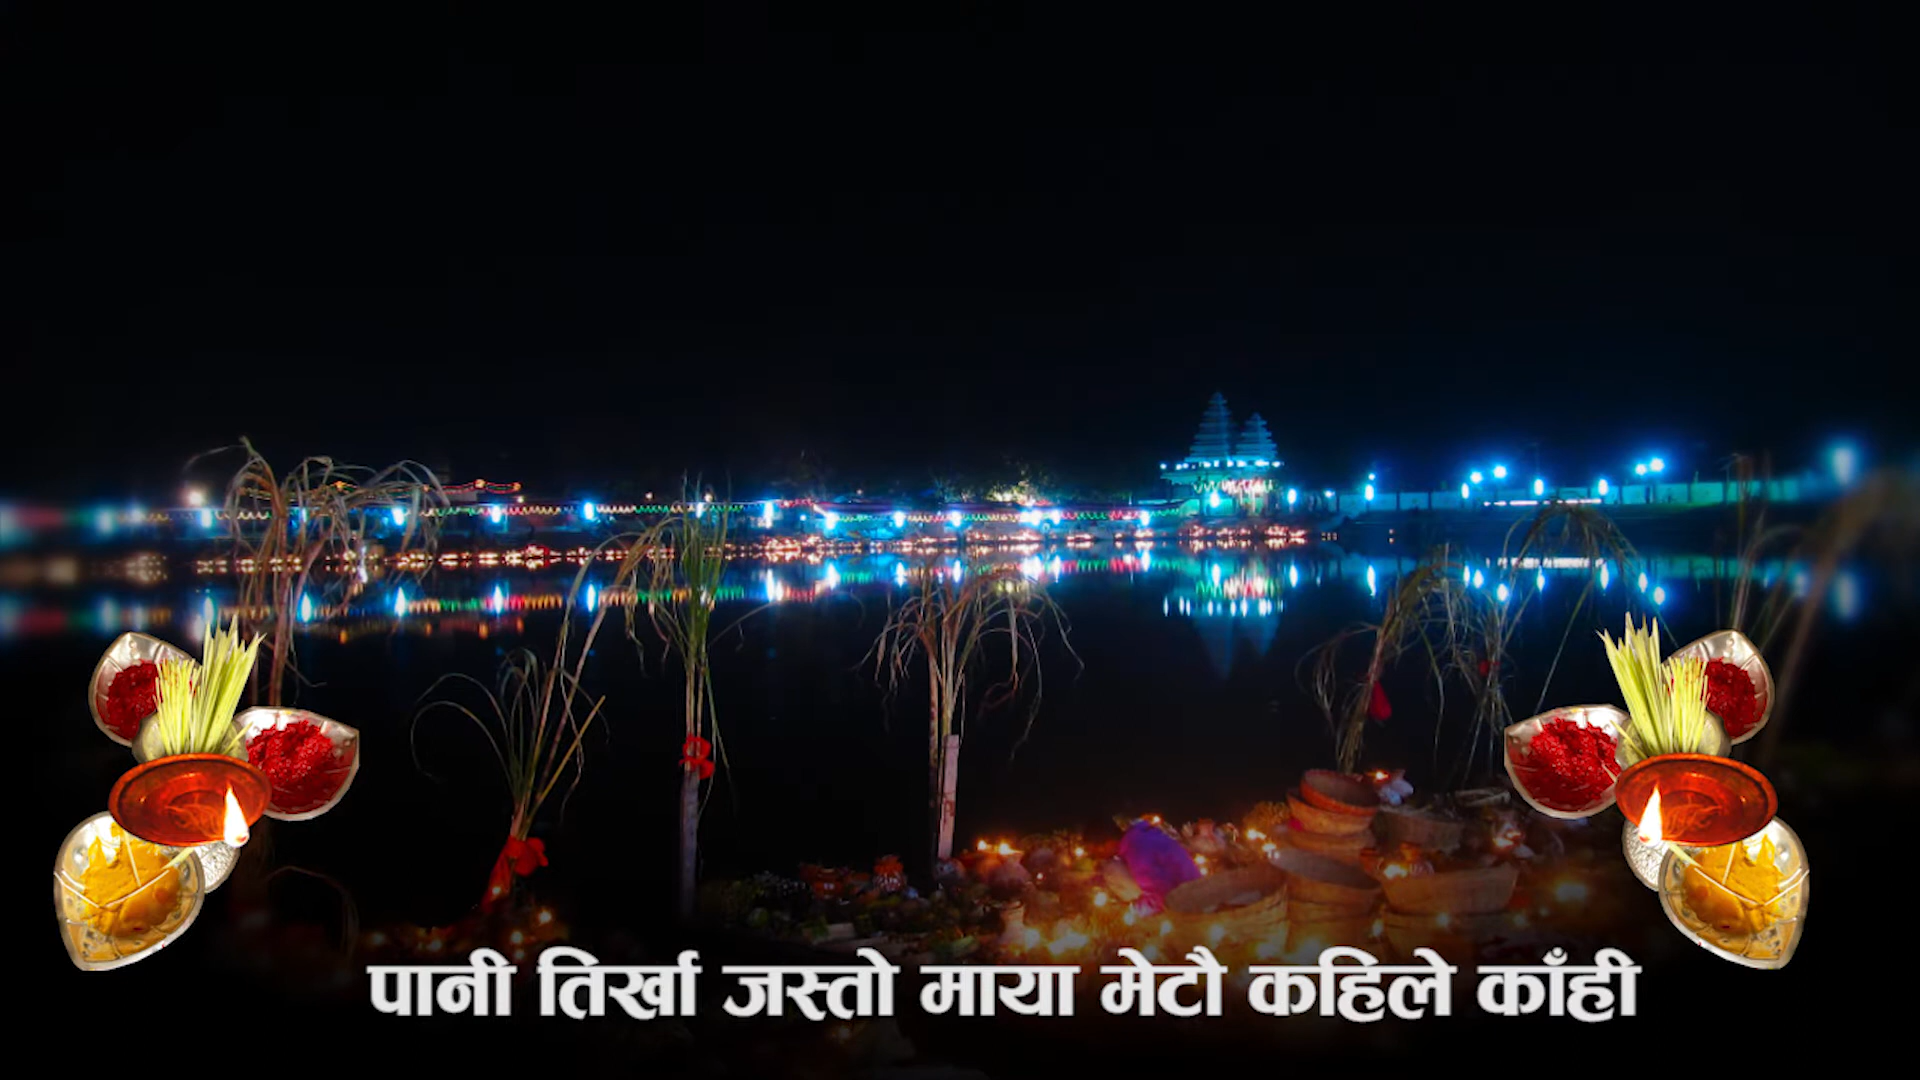 पानी तिर्खा जस्तो माया मेटौ कहिले काँही